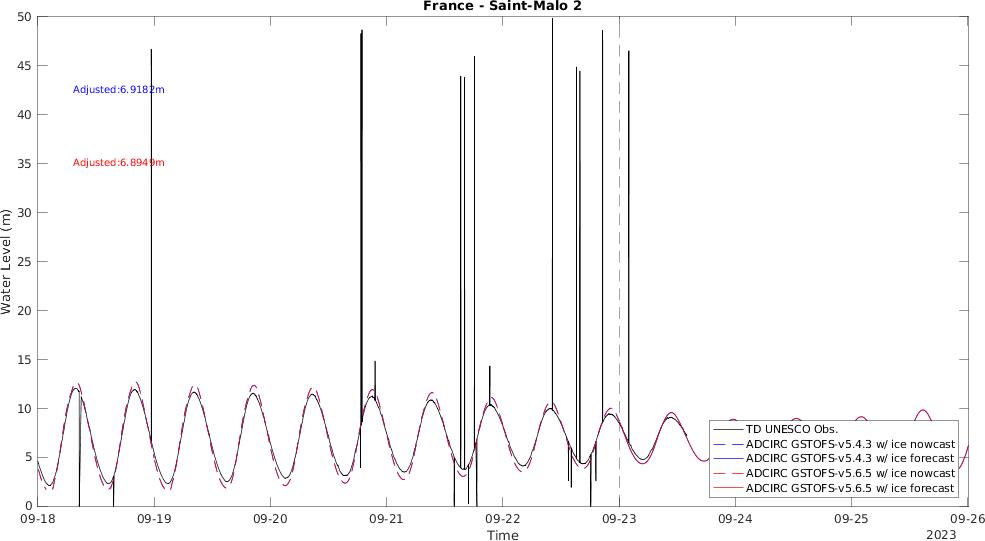 France - Saint-Malo 2
50
45
40
35
30
25
20
15
10
5
0
Water Level (m)
Adjusted:6.9182m
Adjusted:6.8949m
TD UNESCO Obs.
ADCIRC GSTOFS-v5.4.3 w/ ice nowcast
ADCIRC GSTOFS-v5.4.3 w/ ice forecast
ADCIRC GSTOFS-v5.6.5 w/ ice nowcast
ADCIRC GSTOFS-v5.6.5 w/ ice forecast
09-18 09-19 09-20 09-21 09-22 09-23 09-24 09-25 09-26
Time
2023